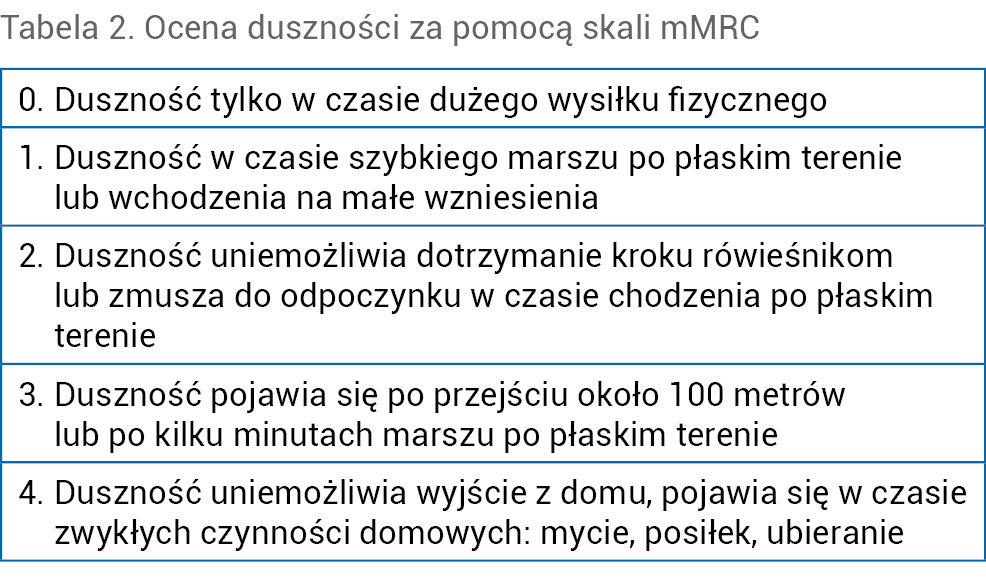 Tabela 2. Ocena duszności za pomocą skali mMRC
0. Duszność tylko w czasie dużego wysiłku fizycznego
1. Duszność w czasie szybkiego marszu po płaskim terenie
lub wchodzenia na małe wzniesienia
2. Duszność uniemożliwia dotrzymanie kroku rówieśnikom
lub zmusza do odpoczynku w czasie chodzenia po płaskim
terenie
3. Duszność pojawia się po przejściu około 100 metrów
lub po kilku minutach marszu po płaskim terenie
4. Duszność uniemożliwia wyjście z domu, pojawia się w czasie
zwykłych czynności domowych: mycie, posiłek, ubieranie